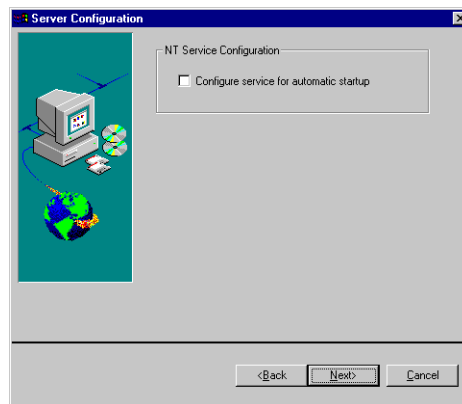 Server Configuration
NT Service Configuration
Configure service for automatic startup
<Back
Next>
Cancel